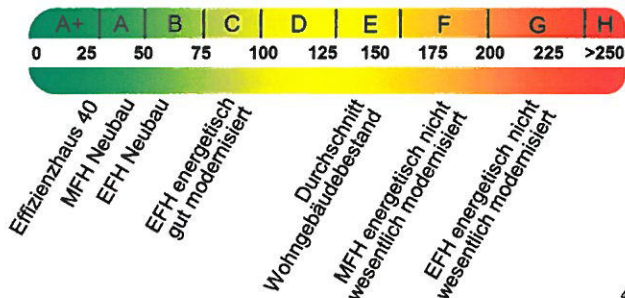 A+ A B C D E F G H
0 25 50 75 100 125 150 175 200 225 >250
Effizienzhaus 40
MFH Neubau
EFH Neubau
EFH energetisch
gut modernisiert
Durchschnitt
Wohngebäudebestand
MFH energetisch nicht
wesentlich modernisiert
EFH energetisch nicht
wesentlich modernisiert